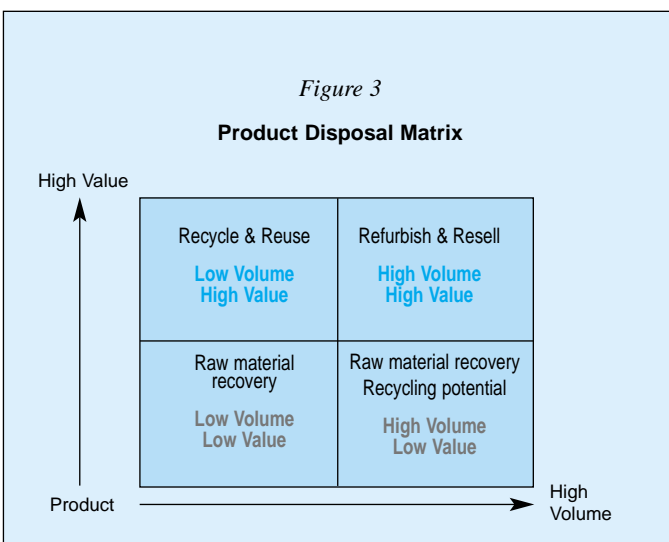 Figure 3
Product Disposal Matrix
High Value
Recycle & Reuse
Low Volume
High Value
Refurbish & Resell
High Volume
High Value
Raw material
recovery
Low Volume
Low Value
Raw material recovery
Recycling potential
High Volume
Low Value
Product
High
Volume